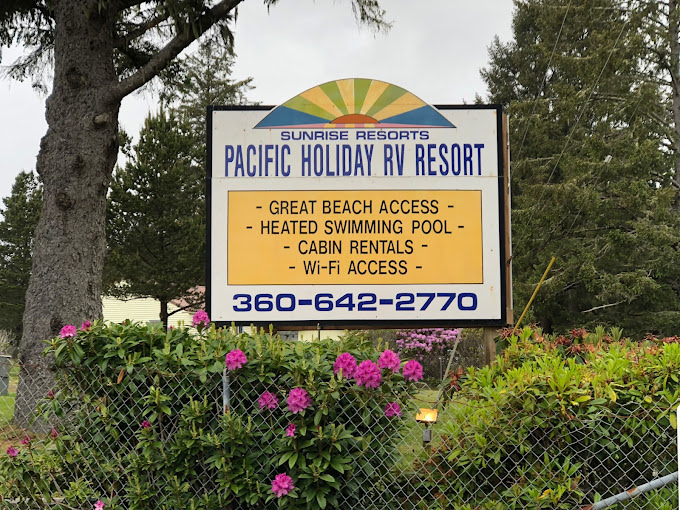 SUNRISE RESORTS
PACIFIC HOLIDAY RV RESORT
- GREAT BEACH ACCESS -
- HEATED SWIMMING POOL -
- CABIN RENTALS -
- Wi-Fi ACCESS -
360-642-2770